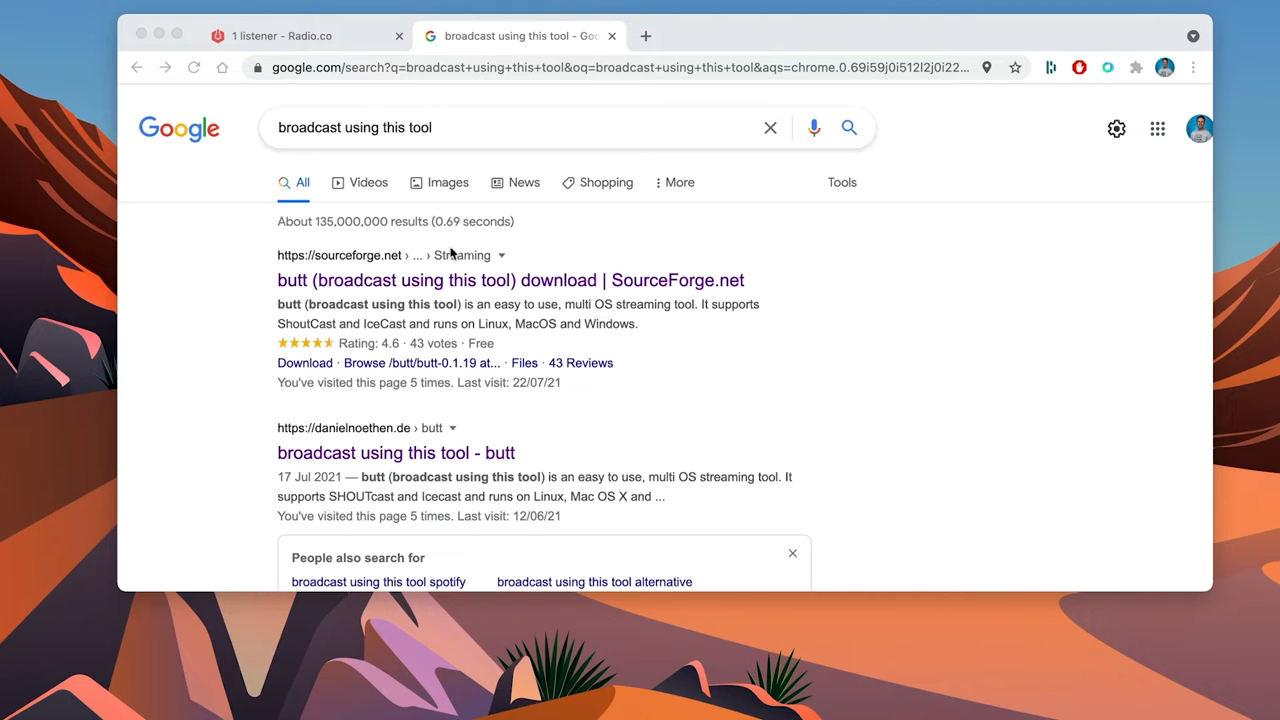 1 listener - Radio.co
broadcast using this tool - Goo
google.com/search?q=broadcast+using+this+tool&oq=broadcast+using+this+tool&aqs=chrome.0.69i59j0i512l2j0i22...
Google
broadcast using this tool
All
Videos
Images
News
Shopping
More
Tools
About 135,000,000 results (0.69 seconds)
https://sourceforge.net › ... › Streaming
butt (broadcast using this tool) download | SourceForge.net
butt (broadcast using this tool) is an easy to use, multi OS streaming tool. It supports
ShoutCast and IceCast and runs on Linux, MacOS and Windows.
Rating: 4.6 · 43 votes · Free
Download · Browse /butt/butt-0.1.19 at... · Files · 43 Reviews
You've visited this page 5 times. Last visit: 22/07/21
https://danielnoethen.de › butt
broadcast using this tool - butt
17 Jul 2021 — butt (broadcast using this tool) is an easy to use, multi OS streaming tool. It
supports SHOUTcast and Icecast and runs on Linux, Mac OS X and ...
You've visited this page 5 times. Last visit: 12/06/21
People also search for
broadcast using this tool spotify
broadcast using this tool alternative